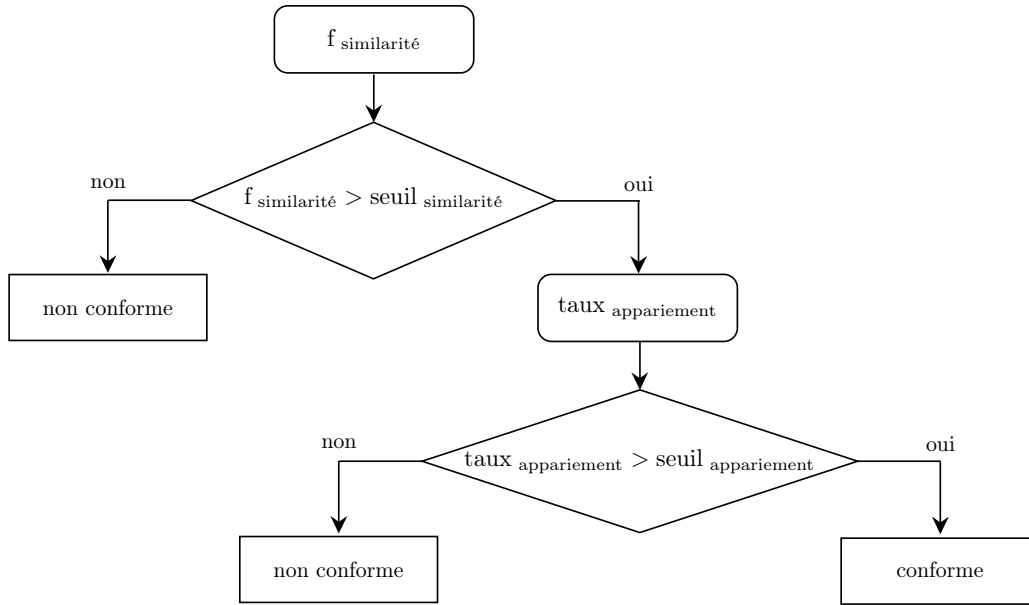 f similarité
non
f similarité > seuil similarité
oui
non conforme
taux appariement
non
taux appariement > seuil appariement
oui
non conforme
conforme